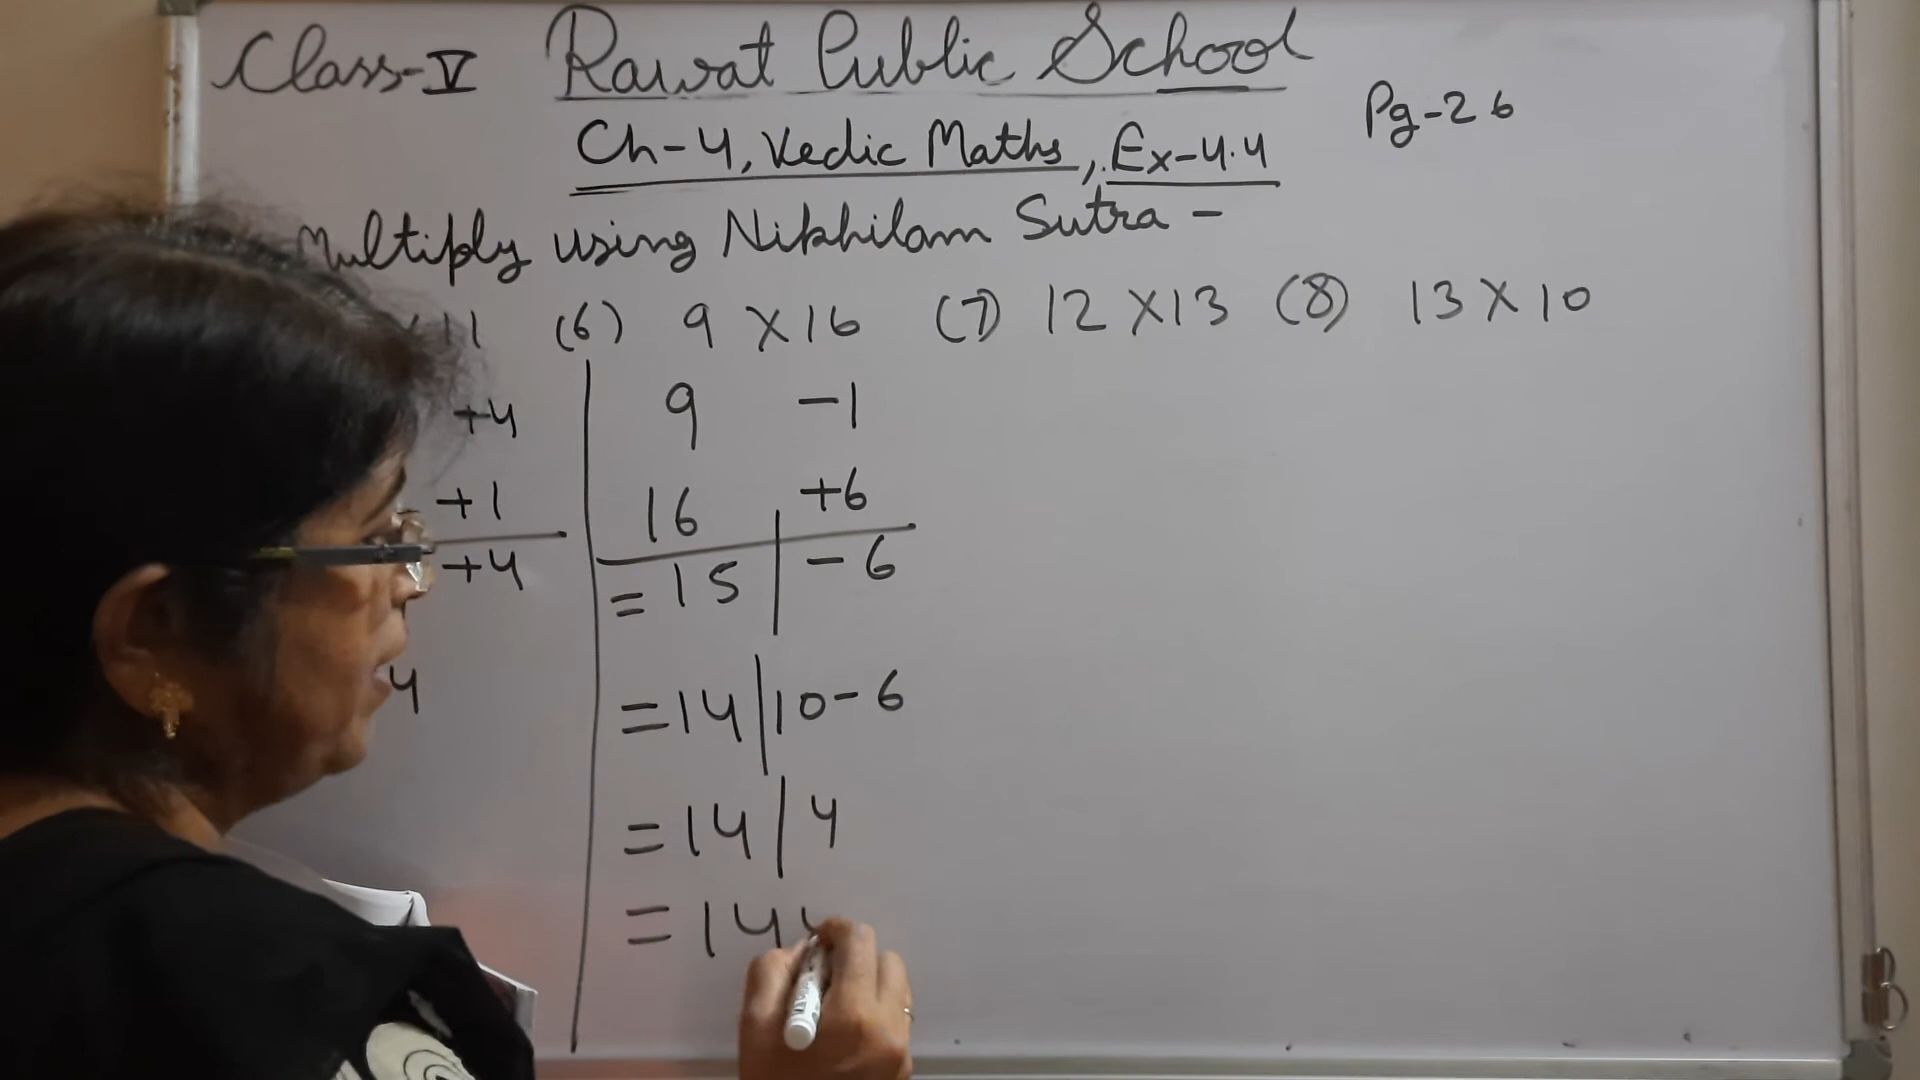 Class-V Rawat Public School
Pg-26
Ch-4, Vedic Maths, Ex-4.4
Multiply using Nikhilam Sutra -
11 (6) 9 X 16 (7) 12 X 13 (8) 13 X 10
+4
+1
+4
4
9 -1
16 +6
= 15 | -6
= 14 | 10-6
= 14 | 4
= 144